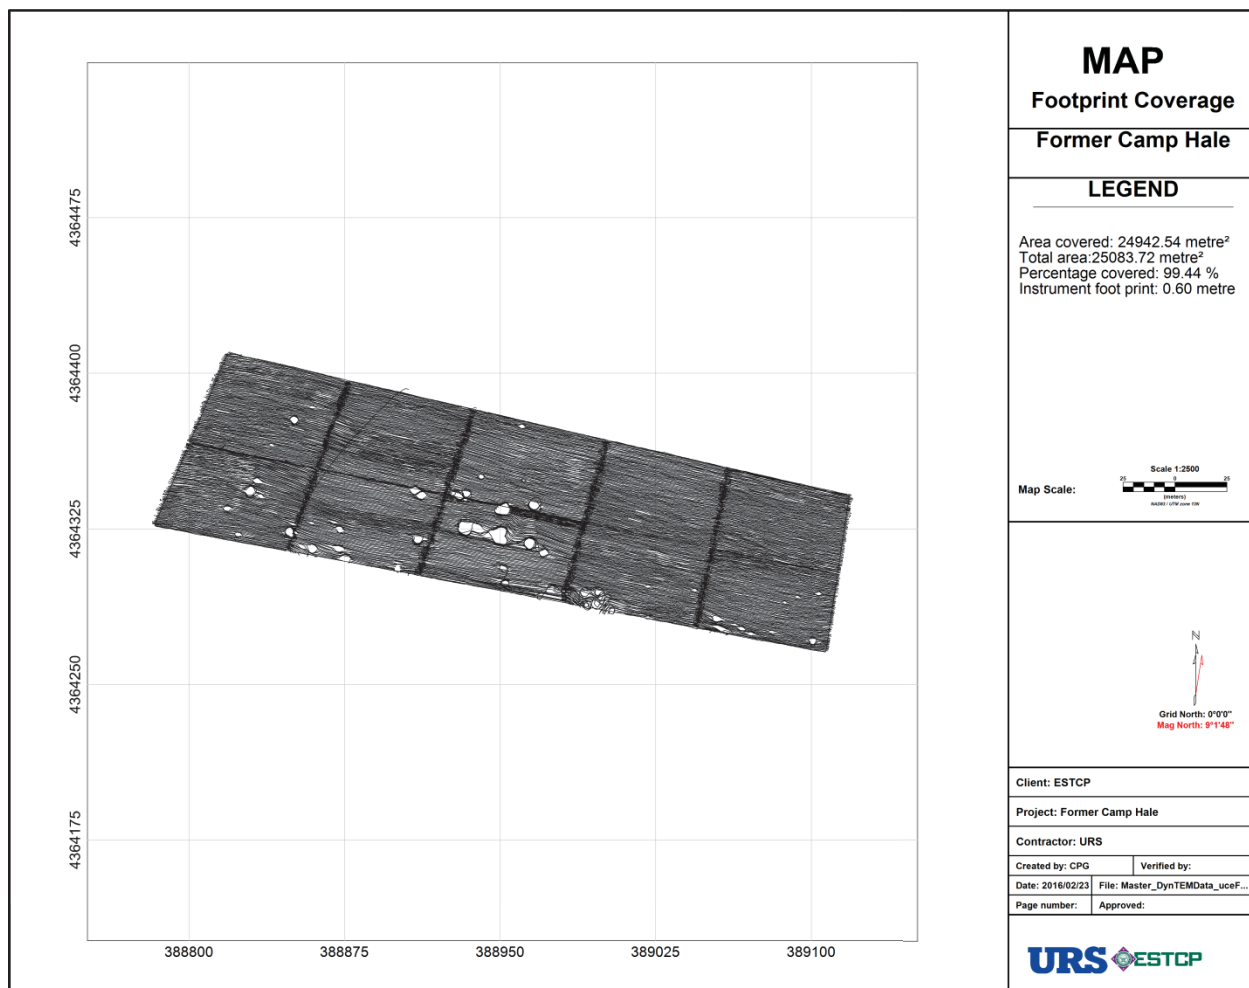 MAP
Footprint Coverage
Former Camp Hale
LEGEND
Area covered: 24942.54 metre²
Total area:25083.72 metre²
Percentage covered: 99.44 %
Instrument foot print: 0.60 metre
4364475
4364400
4364325
4364250
4364175
388800
388875
388950
389025
389100
Scale 1:2500
Map Scale:
25 0 25
(meters)
NAD83 / UTM zone 13N
N
Grid North: 0°0'0"
Mag North: 9°1'48"
Client: ESTCP
Project: Former Camp Hale
Contractor: URS
Created by: CPG
Verified by:
Date: 2016/02/23
File: Master_DynTEMData_uceF...
Page number:
Approved:
URS ESTCP